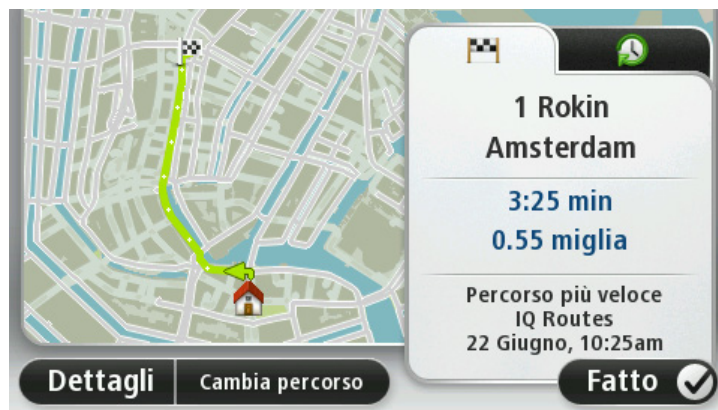 1 Rokin
Amsterdam
3:25 min
0.55 miglia
Percorso più veloce
IQ Routes
22 Giugno, 10:25am
Dettagli
Cambia percorso
Fatto